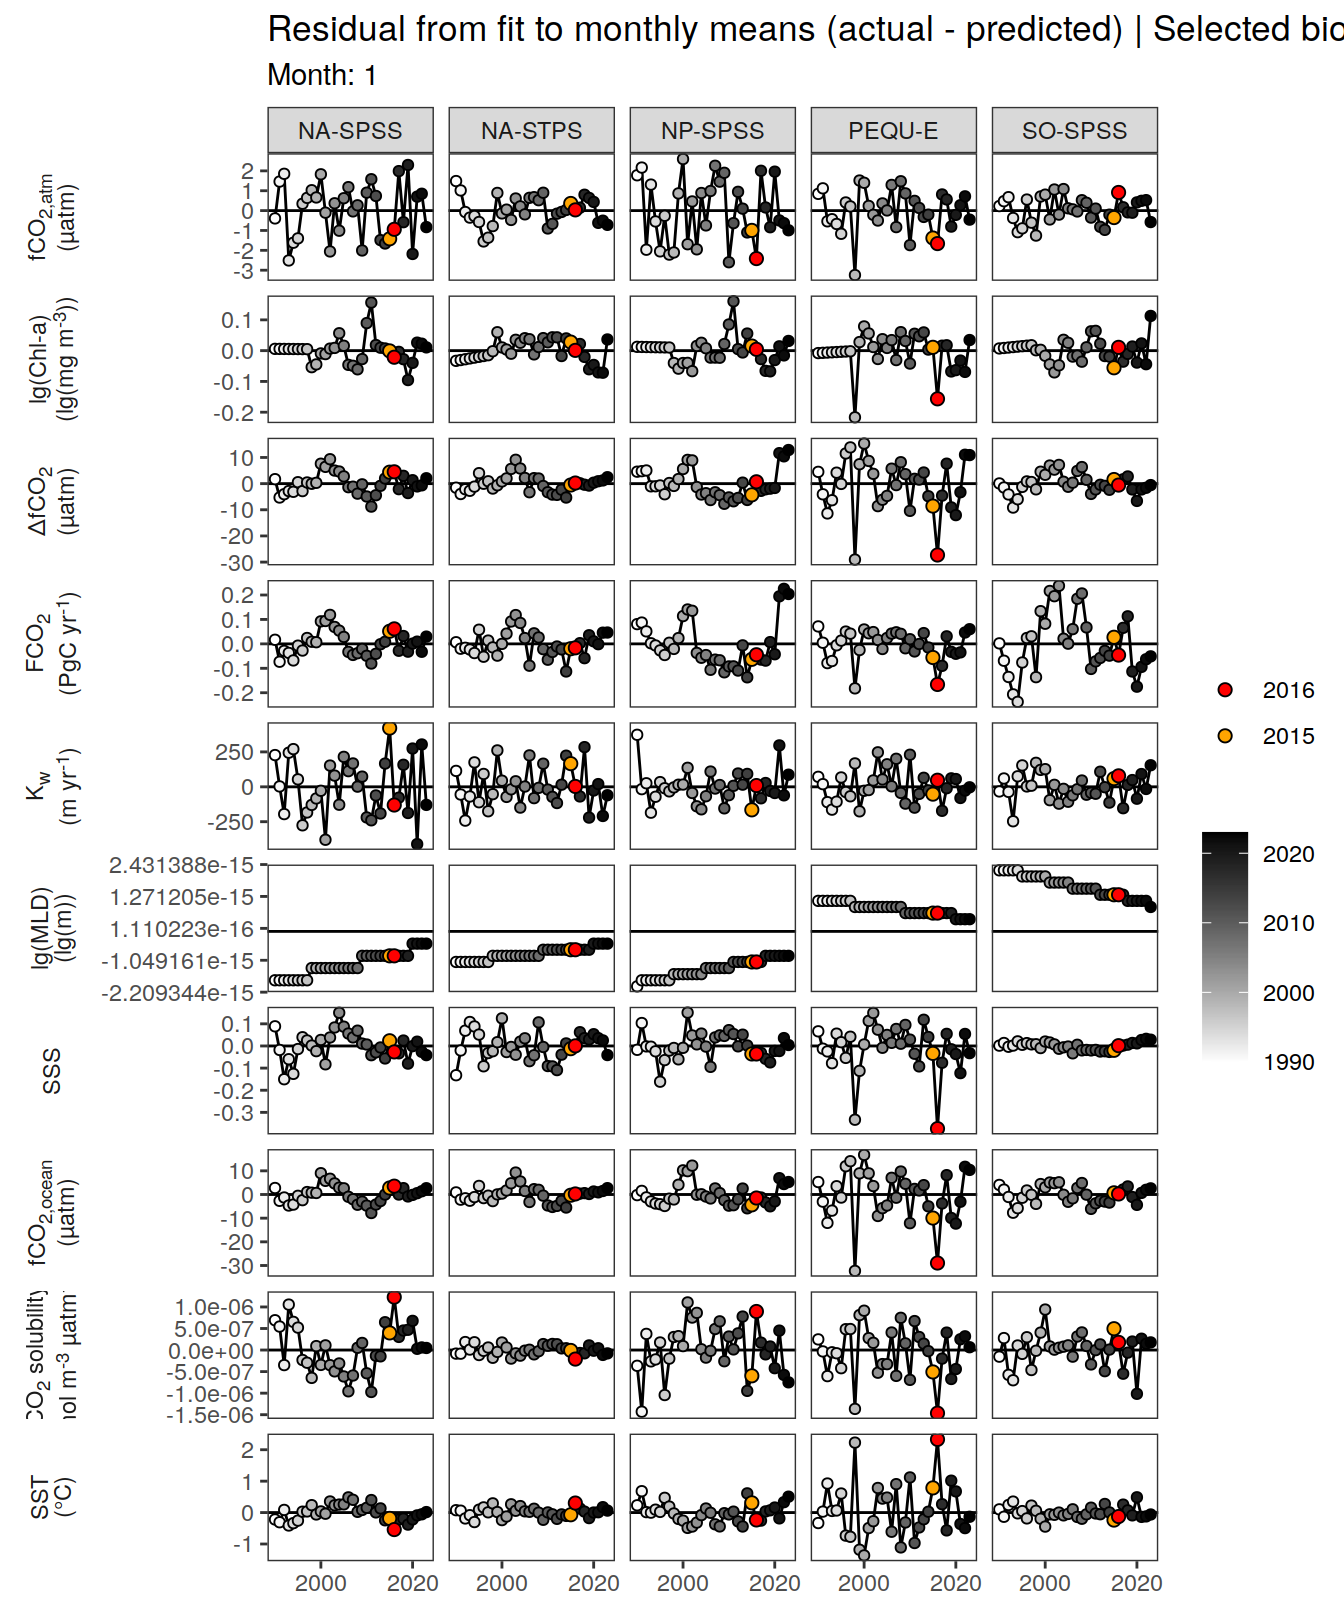 Residual from fit to monthly means (actual - predicted) | Selected
Month: 1
NA-SPSS NA-STPS NP-SPSS PEQU-E SO-SPSS
fCO2,atm
(µatm)
2
1
0
-1
-2
-3
lg(Chl-a)
(lg(mg m-3))
0.1
0.0
-0.1
-0.2
ΔfCO2
(µatm)
10
0
-10
-20
-30
FCO2
(PgC yr-1)
0.2
0.1
0.0
-0.1
-0.2
Kw
(m yr-1)
250
0
-250
lg(MLD)
(lg(m))
2.431388e-15
1.271205e-15
1.110223e-16
-1.049161e-15
-2.209344e-15
SSS
0.1
0.0
-0.1
-0.2
-0.3
fCO2,ocean
(µatm)
10
0
-10
-20
-30
CO2 solubility
m-3 µatm
1.0e-06
5.0e-07
0.0e+00
-5.0e-07
-1.0e-06
-1.5e-06
SST
(°C)
2
1
0
-1
2000 2020 2000 2020 2000 2020 2000 2020 2000 2020
2016
2015
2020
2010
2000
1990